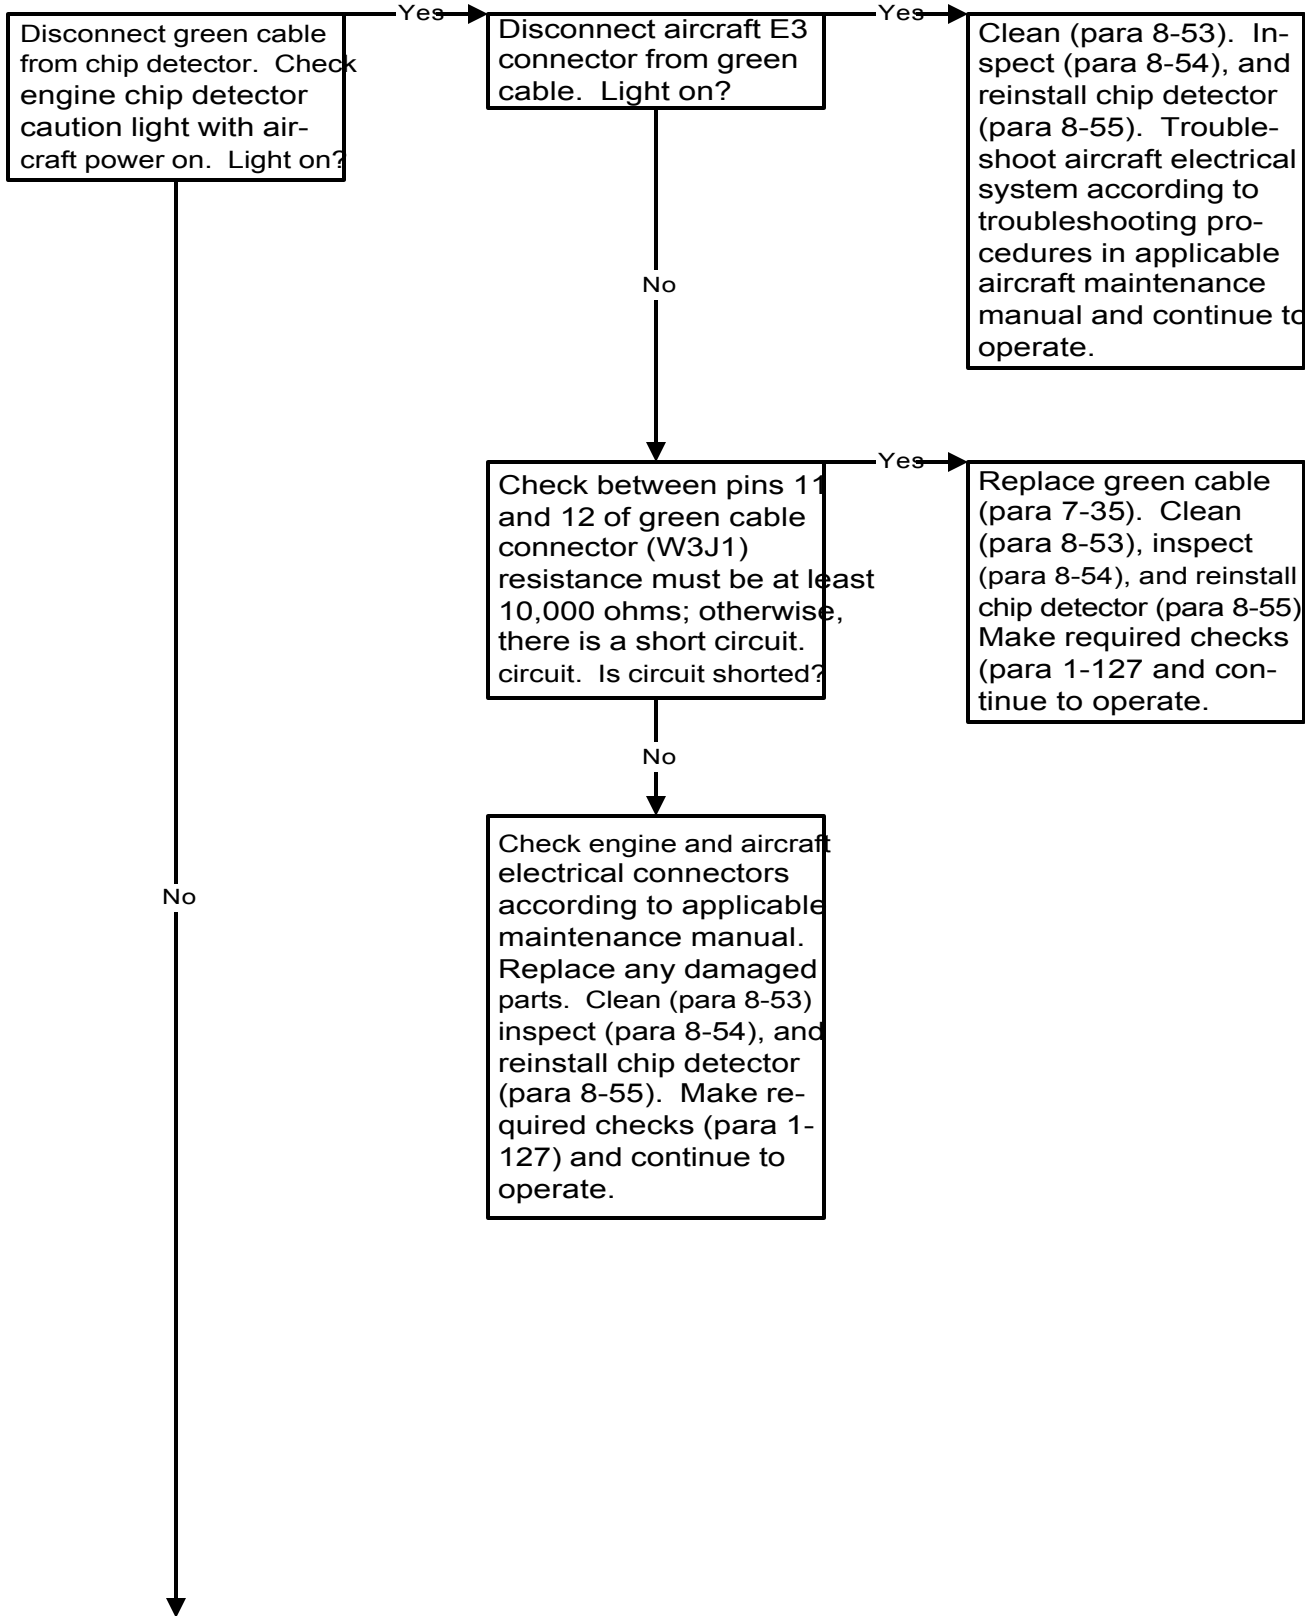 Disconnect green cable
from chip detector.  Check
engine chip detector
caution light with air-
craft power on.  Light on?
Yes
Disconnect aircraft E3
connector from green
cable.  Light on?
Yes
Clean (para 8-53).  In-
spect (para 8-54), and
reinstall chip detector
(para 8-55).  Trouble-
shoot aircraft electrical
system according to
troubleshooting pro-
cedures in applicable
aircraft maintenance
manual and continue to
operate.
No
Check between pins 11
and 12 of green cable
connector (W3J1)
resistance must be at least
10,000 ohms; otherwise,
there is a short circuit.
circuit.  Is circuit shorted?
Yes
Replace green cable
(para 7-35).  Clean
(para 8-53), inspect
(para 8-54), and reinstall
chip detector (para 8-55)
Make required checks
(para 1-127 and con-
tinue to operate.
No
Check engine and aircraft
electrical connectors
according to applicable
maintenance manual.
Replace any damaged
parts.  Clean (para 8-53)
inspect (para 8-54), and
reinstall chip detector
(para 8-55).  Make re-
quired checks (para 1-
127) and continue to
operate.
No